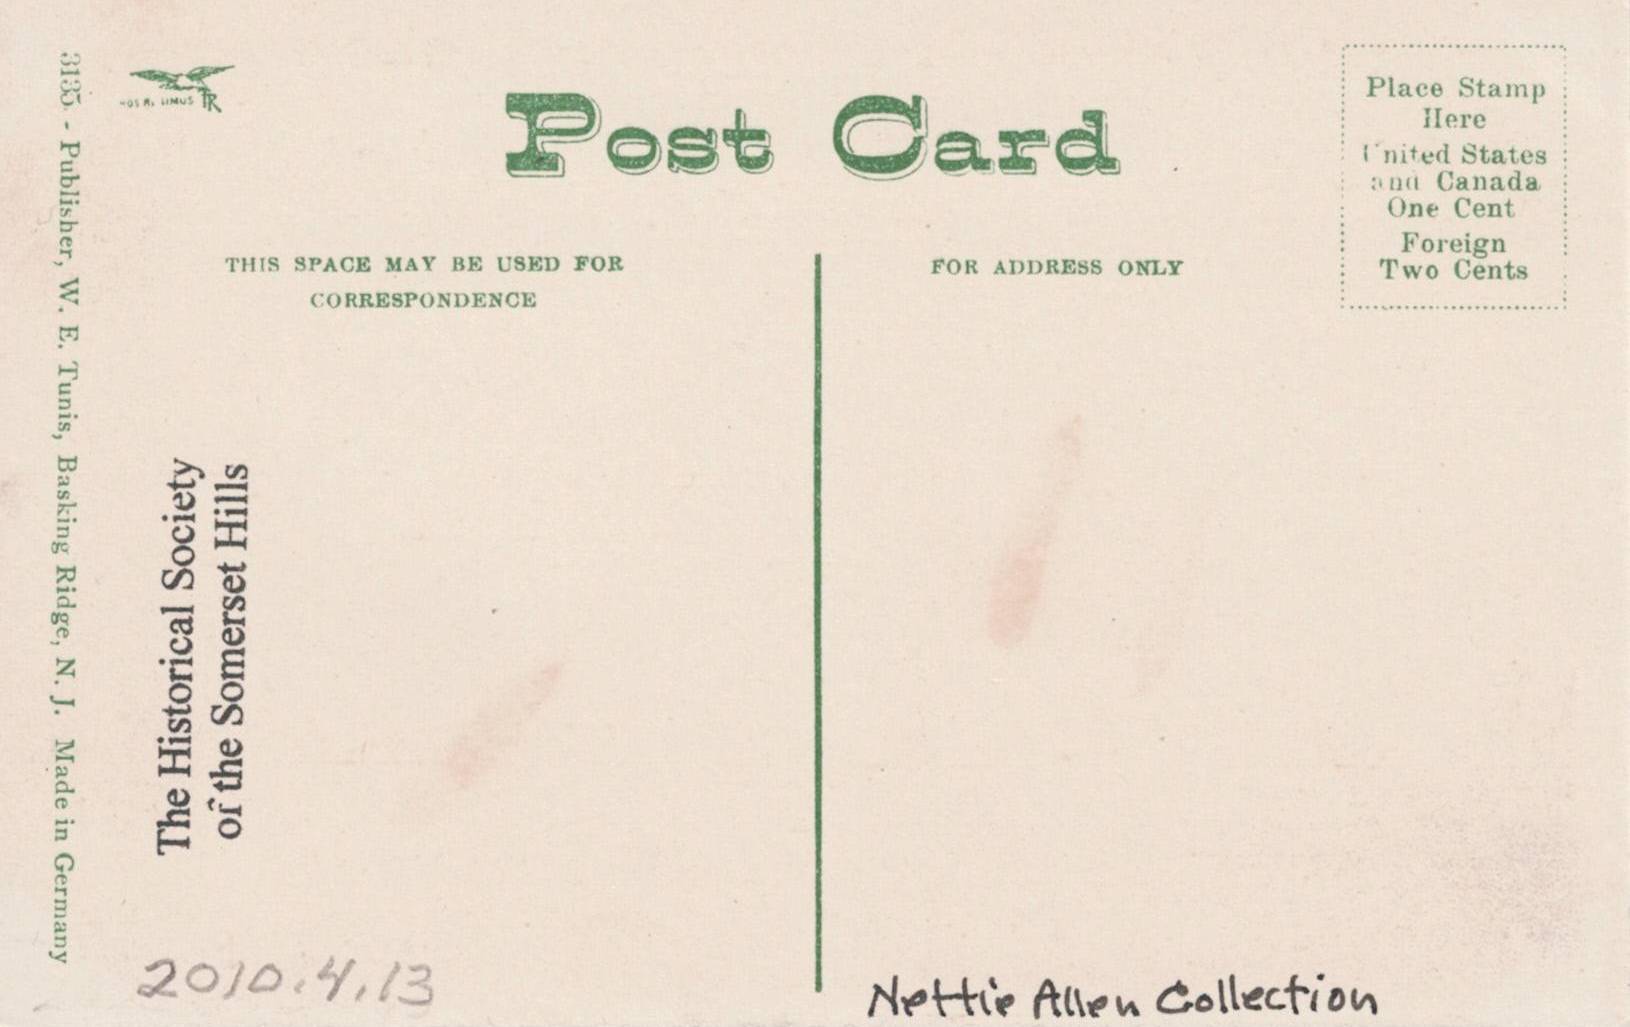 3135 - Publisher, W. E. Tunis, Basking Ridge, N. J. Made in Germany
Post Card
Place Stamp
Here
United States
and Canada
One Cent
Foreign
Two Cents
THIS SPACE MAY BE USED FOR
CORRESPONDENCE
FOR ADDRESS ONLY
The Historical Society
of the Somerset Hills
2010.4.13
Nettie Allen Collection